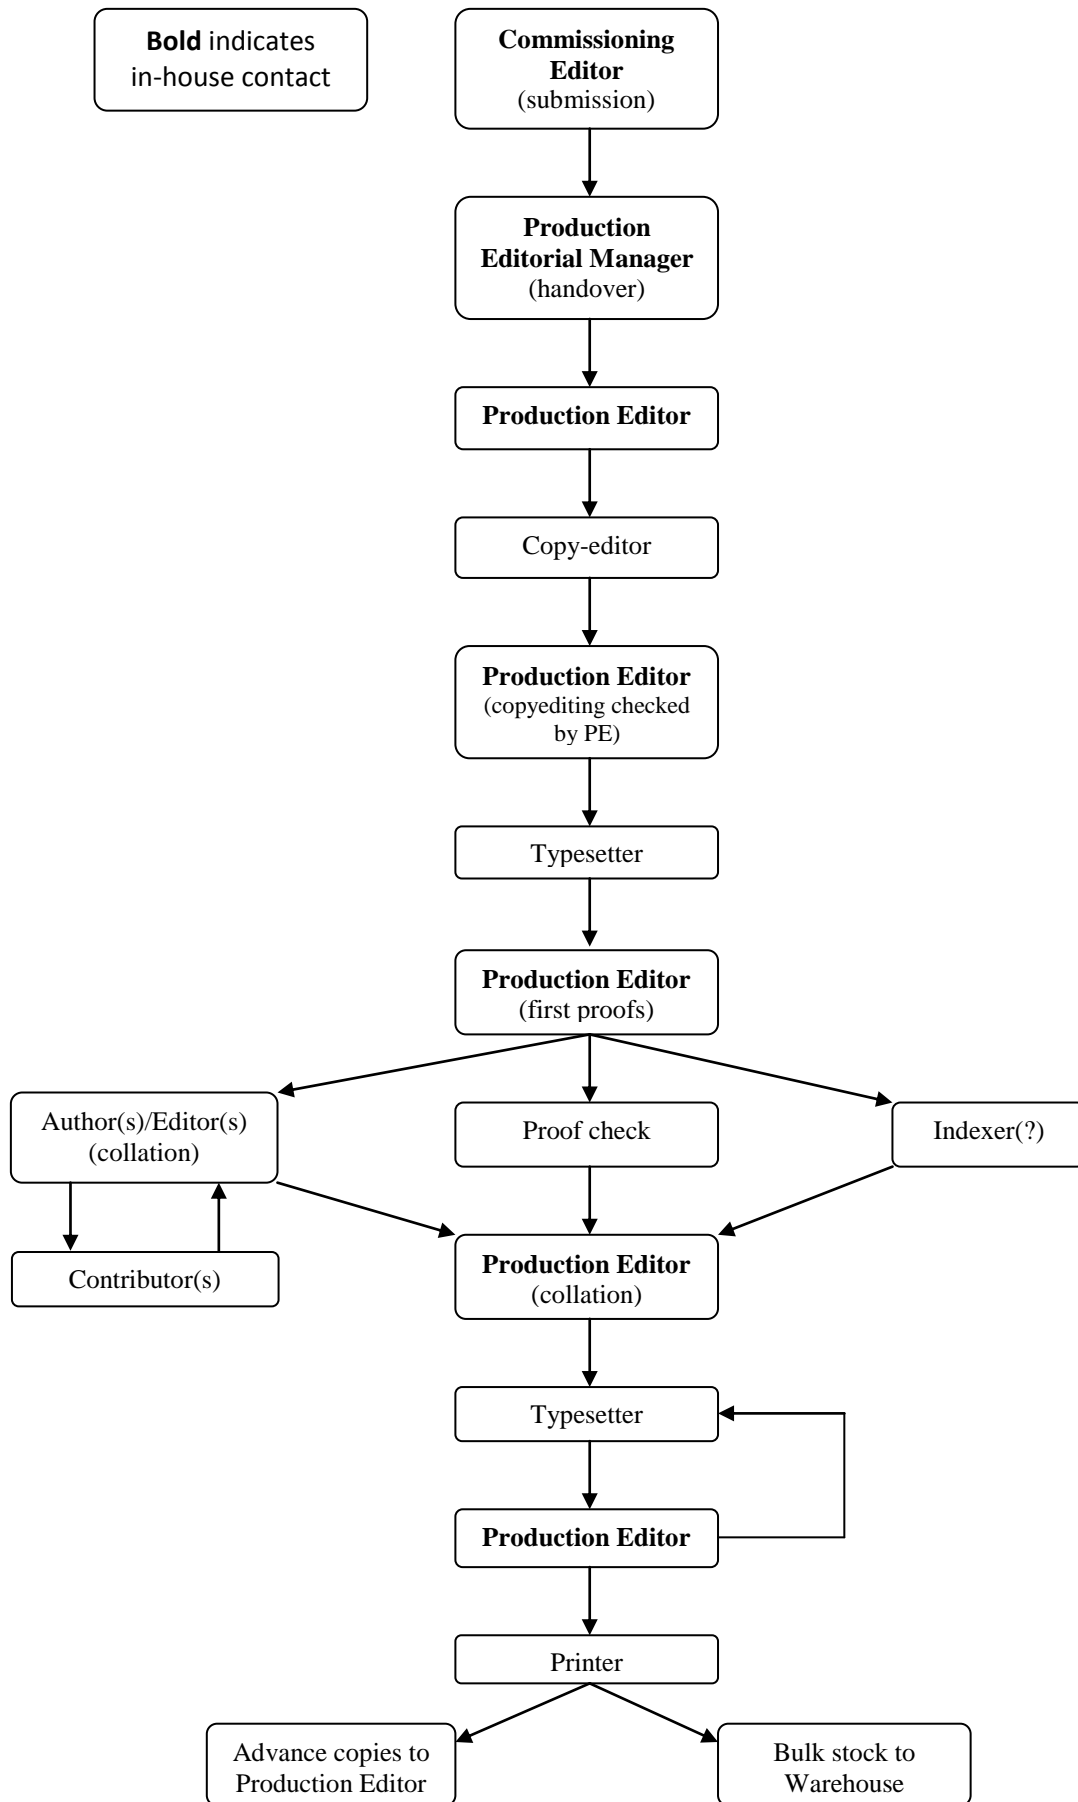 Bold indicates
in-house contact
Commissioning
Editor
(submission)
Production
Editorial Manager
(handover)
Production Editor
Copy-editor
Production Editor
(copyediting checked
by PE)
Typesetter
Production Editor
(first proofs)
Author(s)/Editor(s)
(collation)
Proof check
Indexer(?)
Contributor(s)
Production Editor
(collation)
Typesetter
Production Editor
Printer
Advance copies to
Production Editor
Bulk stock to
Warehouse